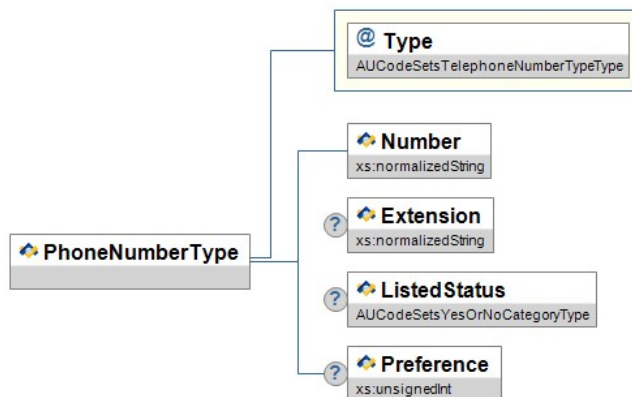 @ Type
AUCodeSetsTelephoneNumberTypeType
Number
xs:normalizedString
? Extension
xs:normalizedString
PhoneNumberType
? ListedStatus
AUCodeSetsYesOrNoCategoryType
? Preference
xs:unsignedInt